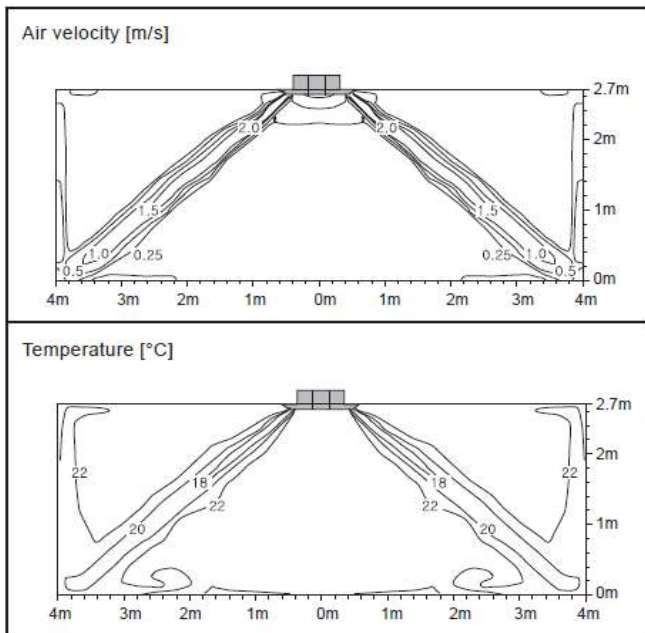 Air velocity [m/s]
2.7m
2.0 2.0 2m
1.5 1.5 1m
1.0 0.25 0.25 1.0
0.5 0.5 0m
4m 3m 2m 1m 0m 1m 2m 3m 4m
Temperature [°C]
2.7m
22 18 18 22 2m
22 22
20 20 1m
0m
4m 3m 2m 1m 0m 1m 2m 3m 4m